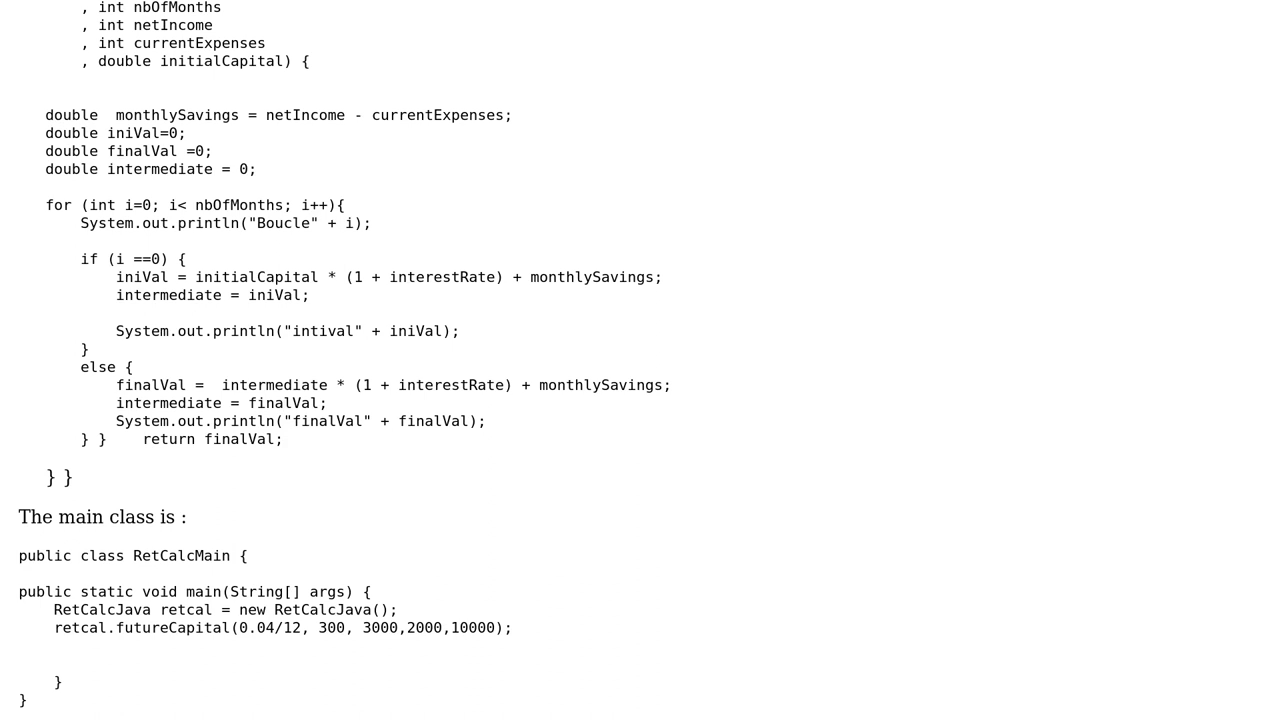 , int nbOfMonths
, int netIncome
, int currentExpenses
, double initialCapital) {
double  monthlySavings = netIncome - currentExpenses;
double iniVal=0;
double finalVal =0;
double intermediate = 0;
for (int i=0; i< nbOfMonths; i++){
System.out.println("Boucle" + i);
if (i ==0) {
iniVal = initialCapital * (1 + interestRate) + monthlySavings;
intermediate = iniVal;
System.out.println("intival" + iniVal);
}
else {
finalVal =  intermediate * (1 + interestRate) + monthlySavings;
intermediate = finalVal;
System.out.println("finalVal" + finalVal);
} }    return finalVal;
} }
The main class is :
public class RetCalcMain {
public static void main(String[] args) {
RetCalcJava retcal = new RetCalcJava();
retcal.futureCapital(0.04/12, 300, 3000,2000,10000);
}
}